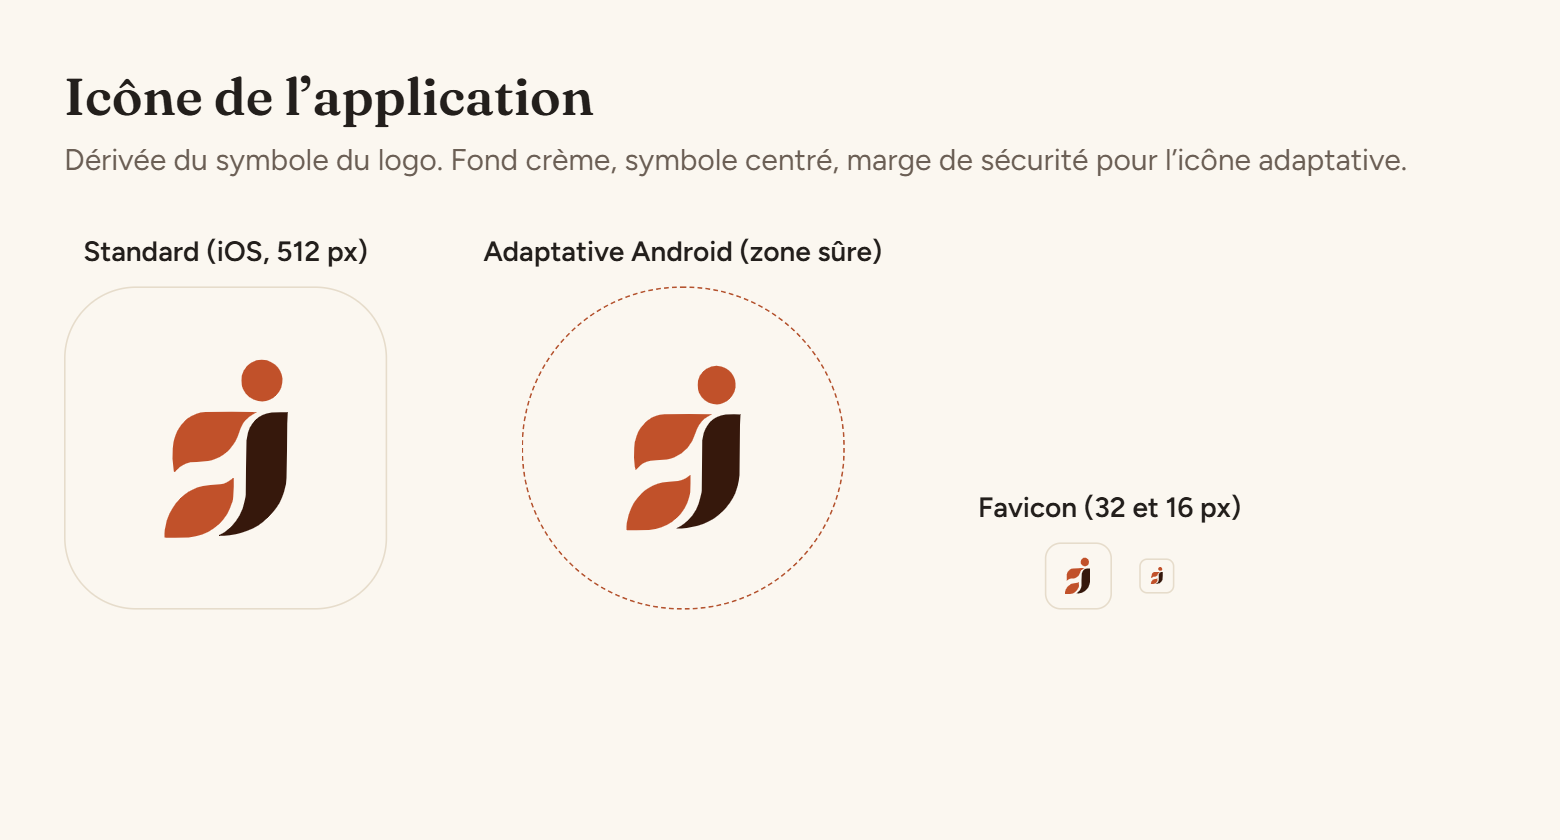 Icône de l’application
Dérivée du symbole du logo. Fond crème, symbole centré, marge de sécurité pour l’icône adaptative.
Standard (iOS, 512 px)
Adaptative Android (zone sûre)
Favicon (32 et 16 px)